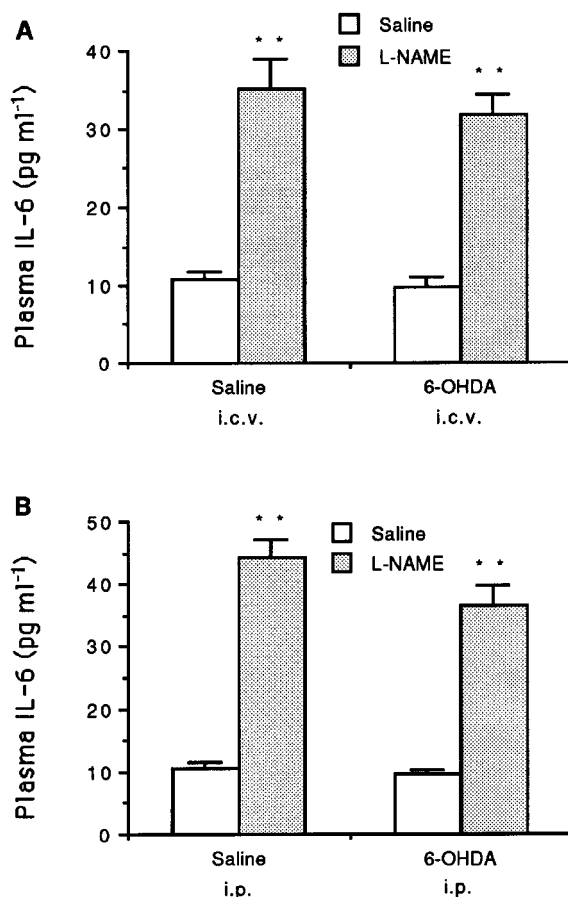 A
Saline
L-NAME
* *
* *
40
30
20
10
0
Plasma IL-6 (pg ml⁻¹)
Saline
6-OHDA
i.c.v.
i.c.v.
B
Saline
L-NAME
* *
* *
50
40
30
20
10
0
Plasma IL-6 (pg ml⁻¹)
Saline
6-OHDA
i.p.
i.p.